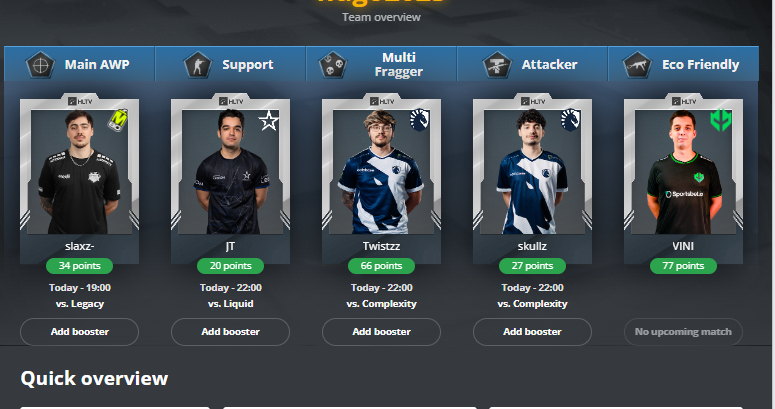 Team overview
Main AWP
Support
Multi
Fragger
Attacker
Eco Friendly
HLTV
HLTV
HLTV
HLTV
HLTV
Sportsbet.io
slaxz-
JT
Twistzz
skullz
VINI
34 points
20 points
66 points
27 points
77 points
Today - 19:00
Today - 22:00
Today - 22:00
Today - 22:00
vs. Legacy
vs. Liquid
vs. Complexity
vs. Complexity
Add booster
Add booster
Add booster
Add booster
No upcoming match
Quick overview